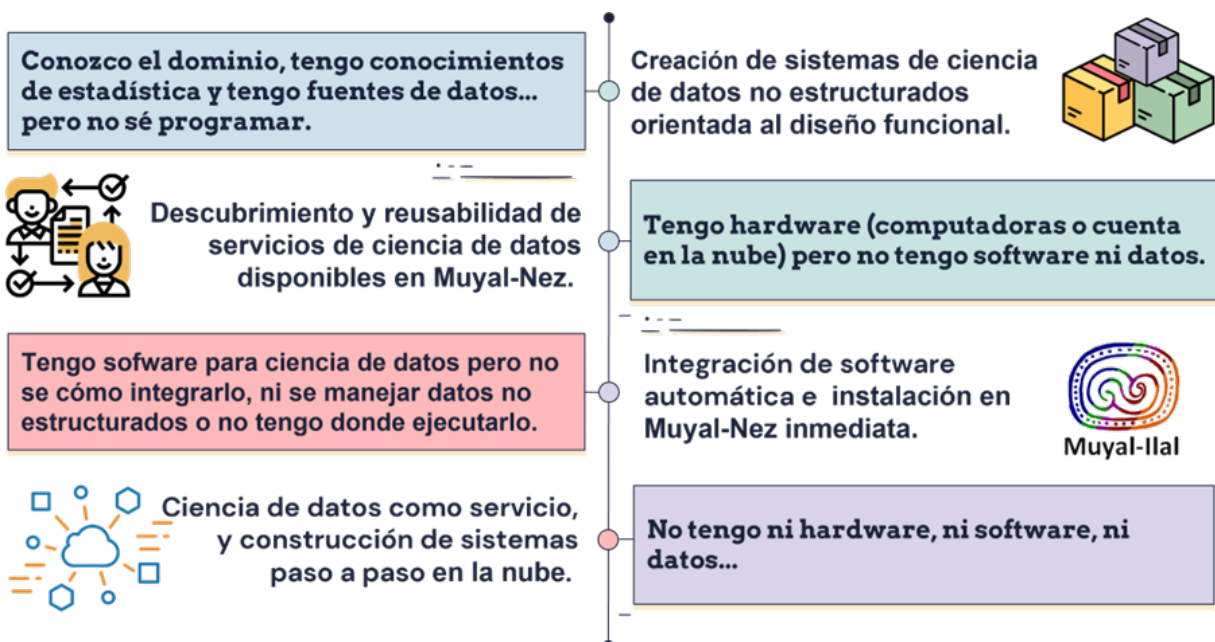 Conozco el dominio, tengo conocimientos
de estadística y tengo fuentes de datos...
pero no sé programar.
Creación de sistemas de ciencia
de datos no estructurados
orientada al diseño funcional.
Descubrimiento y reusabilidad de
servicios de ciencia de datos
disponibles en Muyal-Nez.
Tengo hardware (computadoras o cuenta
en la nube) pero no tengo software ni datos.
Tengo sofware para ciencia de datos pero no
se cómo integrarlo, ni se manejar datos no
estructurados o no tengo donde ejecutarlo.
Integración de software
automática e instalación en
Muyal-Nez inmediata.
Muyal-Ilal
Ciencia de datos como servicio,
y construcción de sistemas
paso a paso en la nube.
No tengo ni hardware, ni software, ni
datos...